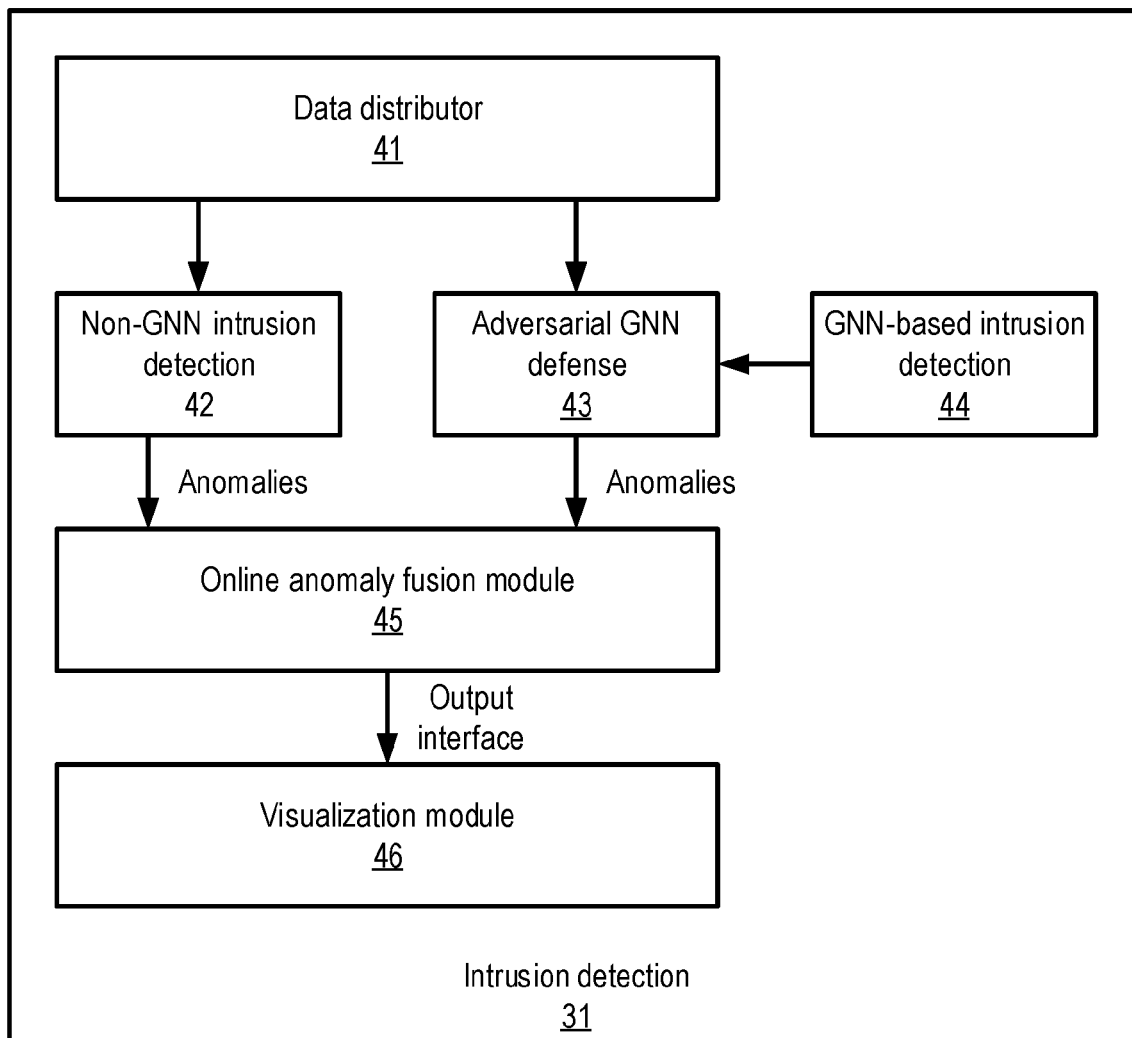 Data distributor
41
Non-GNN intrusion
detection
42
Adversarial GNN
defense
43
GNN-based intrusion
detection
44
Anomalies
Anomalies
Online anomaly fusion module
45
Output
interface
Visualization module
46
Intrusion detection
31